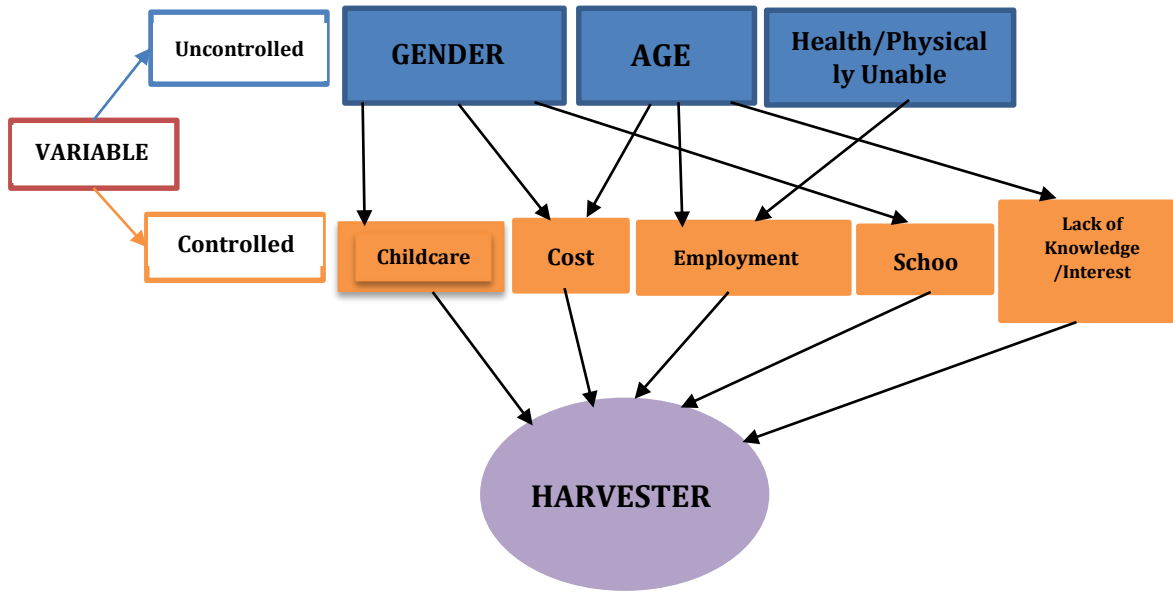 Uncontrolled
GENDER
AGE
Health/Physical
ly Unable
VARIABLE
Controlled
Childcare
Cost
Employment
Schoo
Lack of
Knowledge
/Interest
HARVESTER